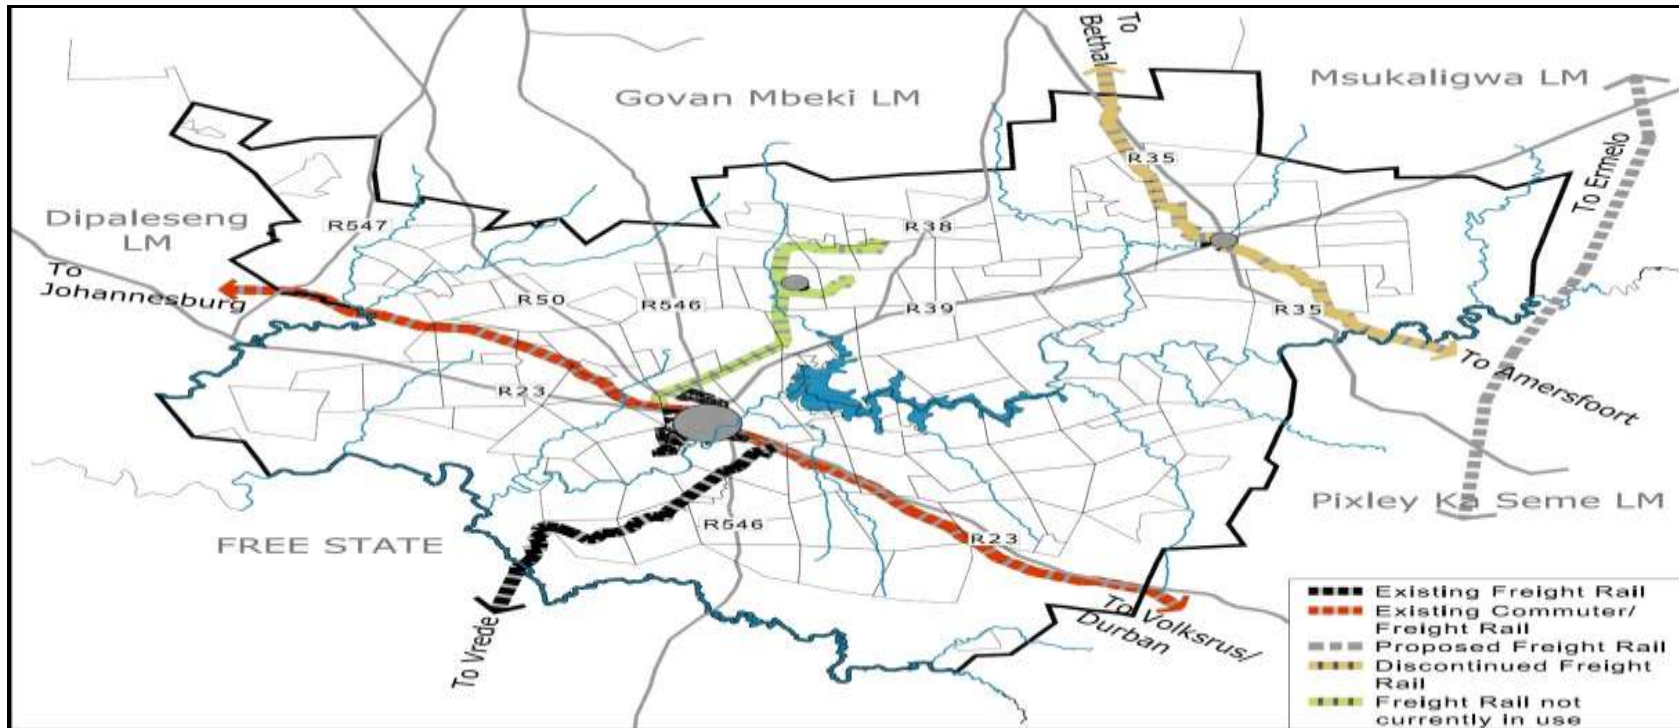 To
Bethal
Govan Mbeki LM
Msukaligwa LM
R35
To Ermelo
Dipaleseng
LM
R547
R38
To
Johannesburg
R50
R546
R39
R35
To Amersfoort
R23
Pixley Ka Seme LM
R546
FREE STATE
R23
To Vrede
To Volksrus/
Durban
Existing Freight Rail
Existing Commuter/
Freight Rail
Proposed Freight Rail
Discontinued Freight
Rail
Freight Rail not
currently in use